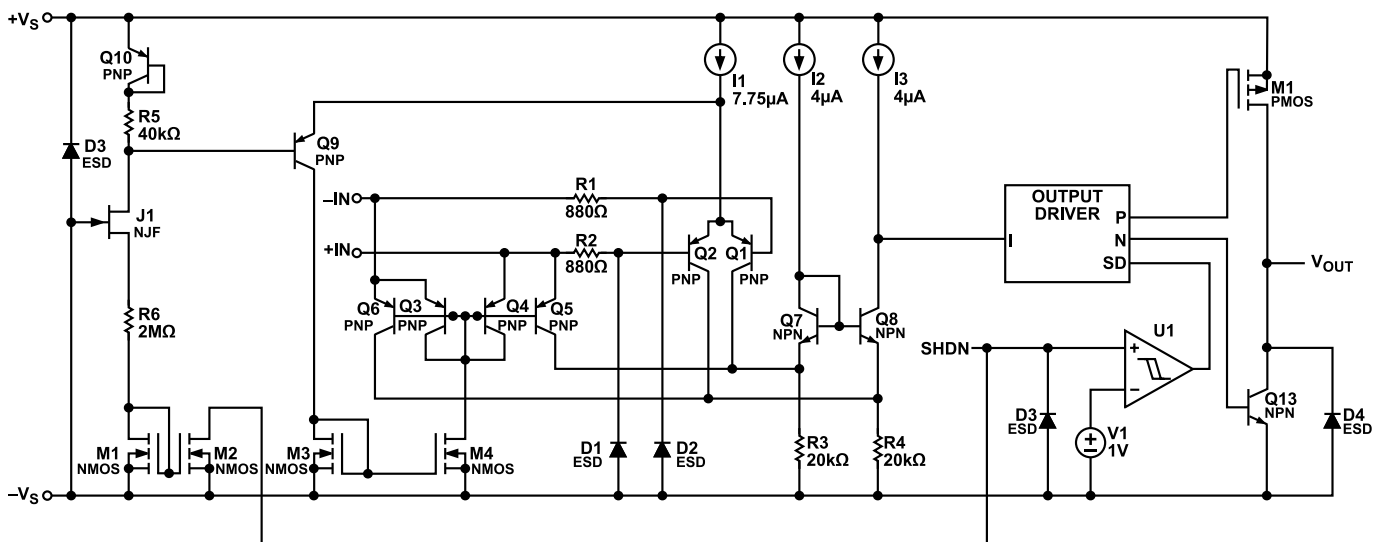 +VS
Q10
PNP
R5
40kΩ
D3
ESD
J1
NJF
R6
2MΩ
M1
NMOS
M2
NMOS
–VS
Q9
PNP
M3
NMOS
M4
NMOS
–IN
+IN
R1
880Ω
R2
880Ω
Q6
PNP
Q3
PNP
Q4
PNP
Q5
PNP
D1
ESD
D2
ESD
I1
7.75µA
I2
4µA
I3
4µA
Q2
PNP
Q1
PNP
Q7
NPN
Q8
NPN
R3
20kΩ
R4
20kΩ
OUTPUT
DRIVER
I
P
N
SD
M1
PMOS
VOUT
SHDN
U1
+
–
D3
ESD
V1
1V
+
–
Q13
NPN
D4
ESD